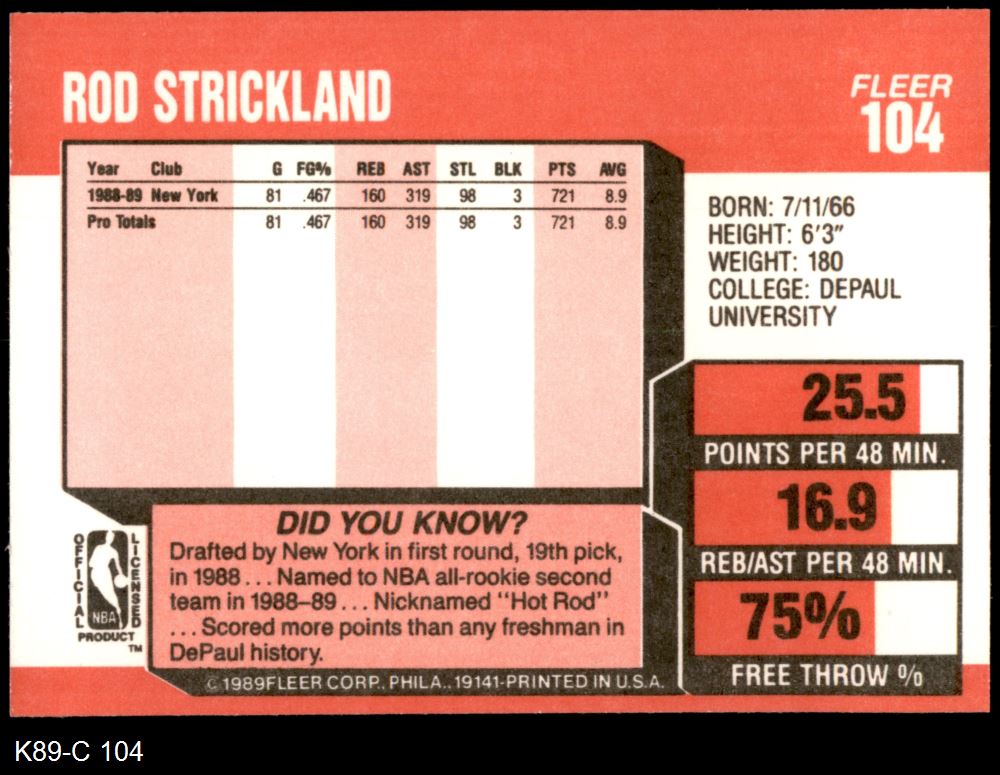 ROD STRICKLAND
FLEER
104
Year Club G FG% REB AST STL BLK PTS AVG
1988-89 New York 81 .467 160 319 98 3 721 8.9
Pro Totals 81 .467 160 319 98 3 721 8.9
BORN: 7/11/66
HEIGHT: 6'3"
WEIGHT: 180
COLLEGE: DEPAUL
UNIVERSITY
25.5
POINTS PER 48 MIN.
16.9
REB/AST PER 48 MIN.
75%
FREE THROW %
DID YOU KNOW?
Drafted by New York in first round, 19th pick,
in 1988 ... Named to NBA all-rookie second
team in 1988–89 ... Nicknamed "Hot Rod"
... Scored more points than any freshman in
DePaul history.
OFFICIAL
LICENSED
NBA
PRODUCT
TM
© 1989 FLEER CORP., PHILA., 19141-PRINTED IN U.S.A.
K89-C 104